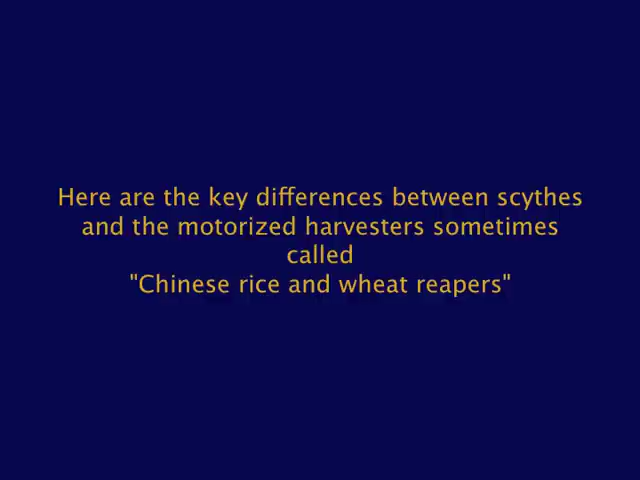 Here are the key differences between scythes
and the motorized harvesters sometimes
called
"Chinese rice and wheat reapers"